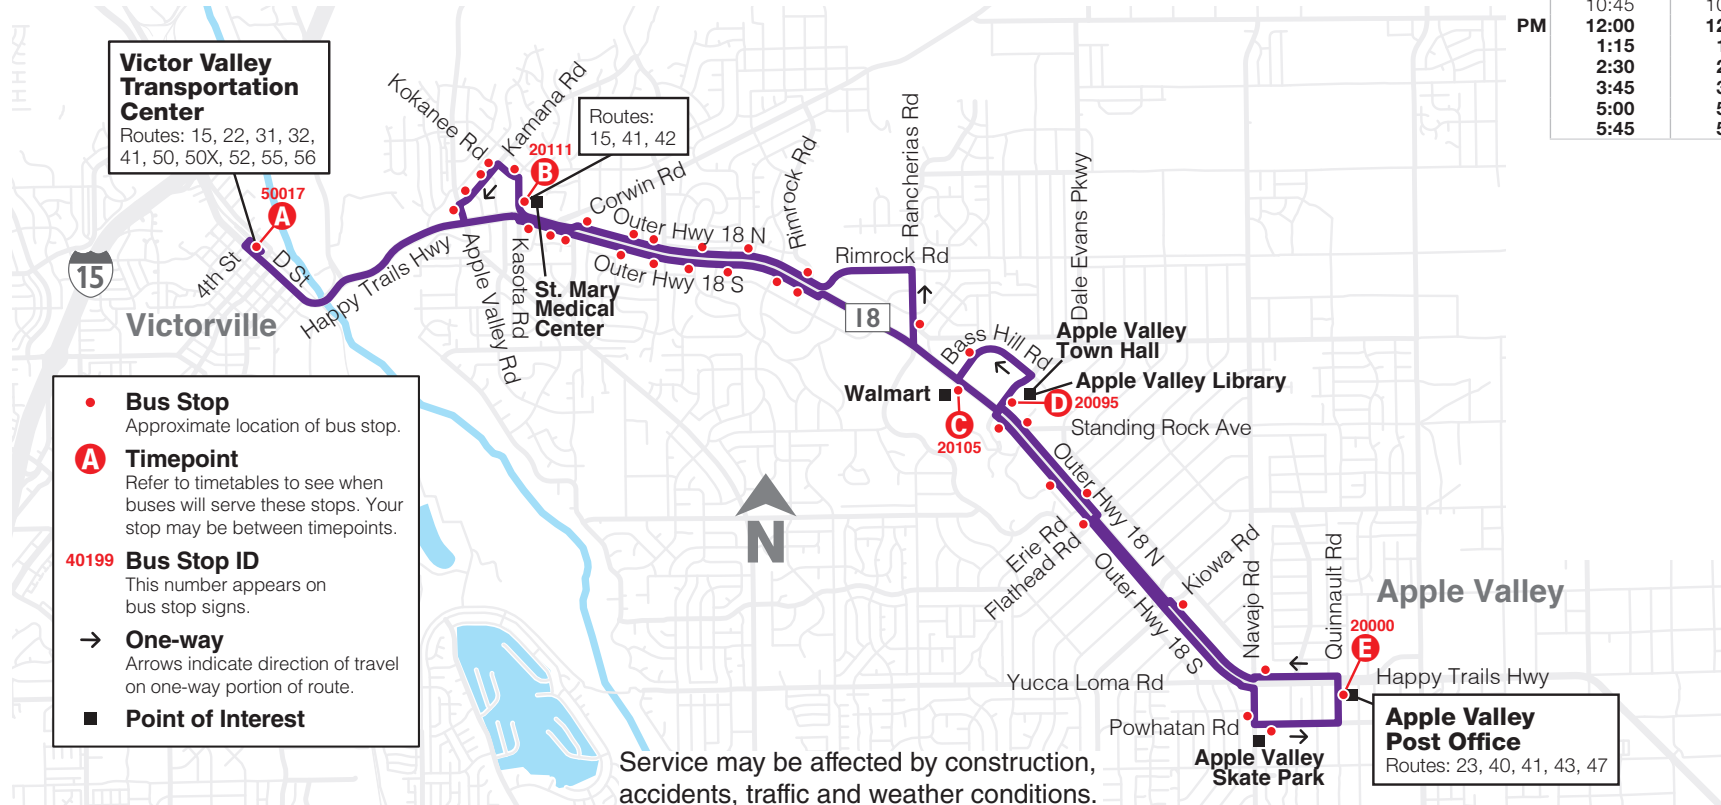 10:45
10
PM 12:00 12
1:15 1
2:30 2
3:45 3
5:00 5
5:45 5
Victor Valley
Transportation
Center
Routes: 15, 22, 31, 32,
41, 50, 50X, 52, 55, 56
50017
A
Kokanee Rd
Kamana Rd
Routes:
15, 41, 42
20111
B
Corwin Rd
Outer Hwy 18 N
Outer Hwy 18 S
Rimrock Rd
Rancherias Rd
Rimrock Rd
Dale Evans Pkwy
15
4th St
D St
Happy Trails Hwy
Apple Valley Rd
Kasota Rd
St. Mary
Medical
Center
Victorville
18
Bass Hill Rd
Apple Valley
Town Hall
Apple Valley Library
Walmart
D
20095
C
20105
Standing Rock Ave
Bus Stop
Approximate location of bus stop.
A
Timepoint
Refer to timetables to see when
buses will serve these stops. Your
stop may be between timepoints.
40199 Bus Stop ID
This number appears on
bus stop signs.
One-way
Arrows indicate direction of travel
on one-way portion of route.
Point of Interest
N
Outer Hwy 18 N
Erie Rd
Flathead Rd
Outer Hwy 18 S
Kiowa Rd
Navajo Rd
Quinnault Rd
Apple Valley
20000
E
Yucca Loma Rd
Happy Trails Hwy
Powhatan Rd
Apple Valley
Skate Park
Apple Valley
Post Office
Routes: 23, 40, 41, 43, 47
Service may be affected by construction,
accidents, traffic and weather conditions.